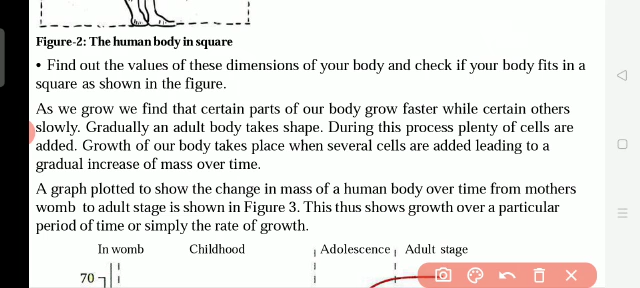 Figure-2: The human body in square
• Find out the values of these dimensions of your body and check if your body fits in a
square as shown in the figure.
As we grow we find that certain parts of our body grow faster while certain others
slowly. Gradually an adult body takes shape. During this process plenty of cells are
added. Growth of our body takes place when several cells are added leading to a
gradual increase of mass over time.
A graph plotted to show the change in mass of a human body over time from mothers
womb to adult stage is shown in Figure 3. This thus shows growth over a particular
period of time or simply the rate of growth.
In womb Childhood Adolescence Adult stage
70